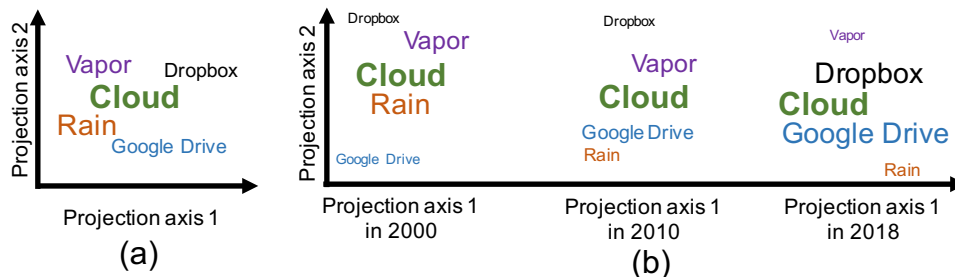 Projection axis 2
Vapor
Dropbox
Cloud
Rain
Google Drive
Projection axis 1
(a)
Projection axis 2
Dropbox
Vapor
Cloud
Rain
Google Drive
Projection axis 1
in 2000
Dropbox
Vapor
Cloud
Google Drive
Rain
Projection axis 1
in 2010
Vapor
Dropbox
Cloud
Google Drive
Rain
Projection axis 1
in 2018
(b)